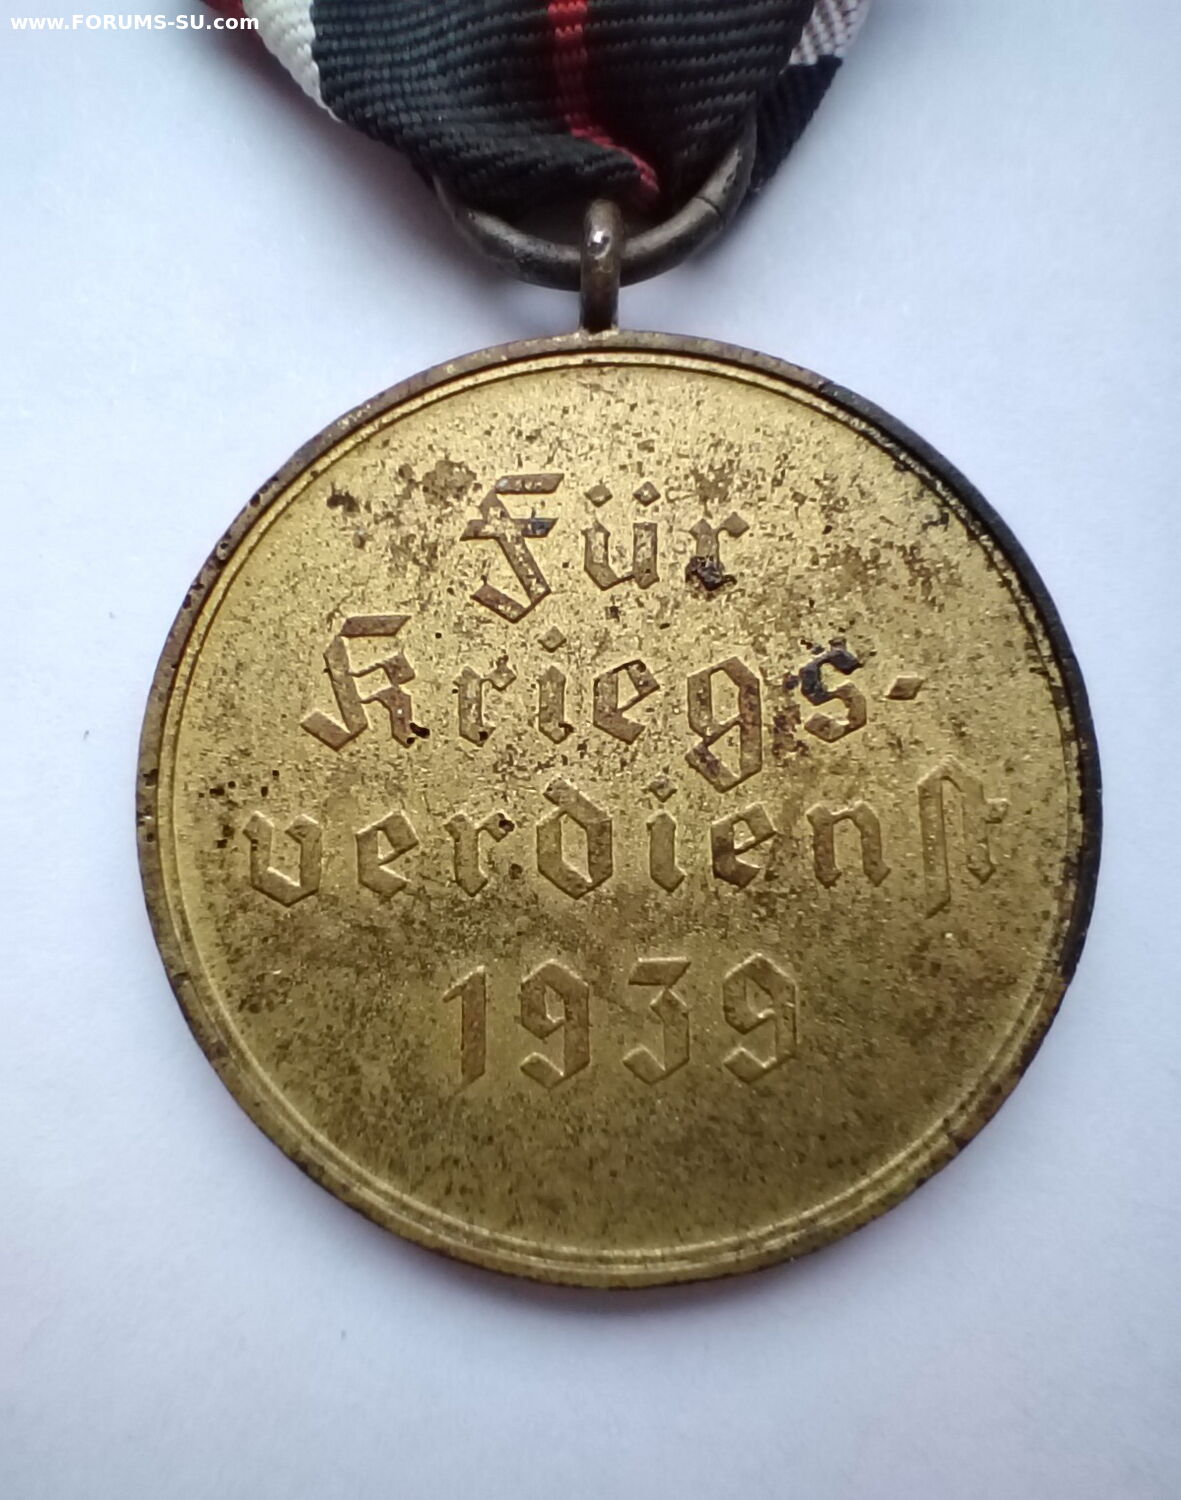 www.FORUMS-SU.com
Für
Kriegs-
verdienſt
1939